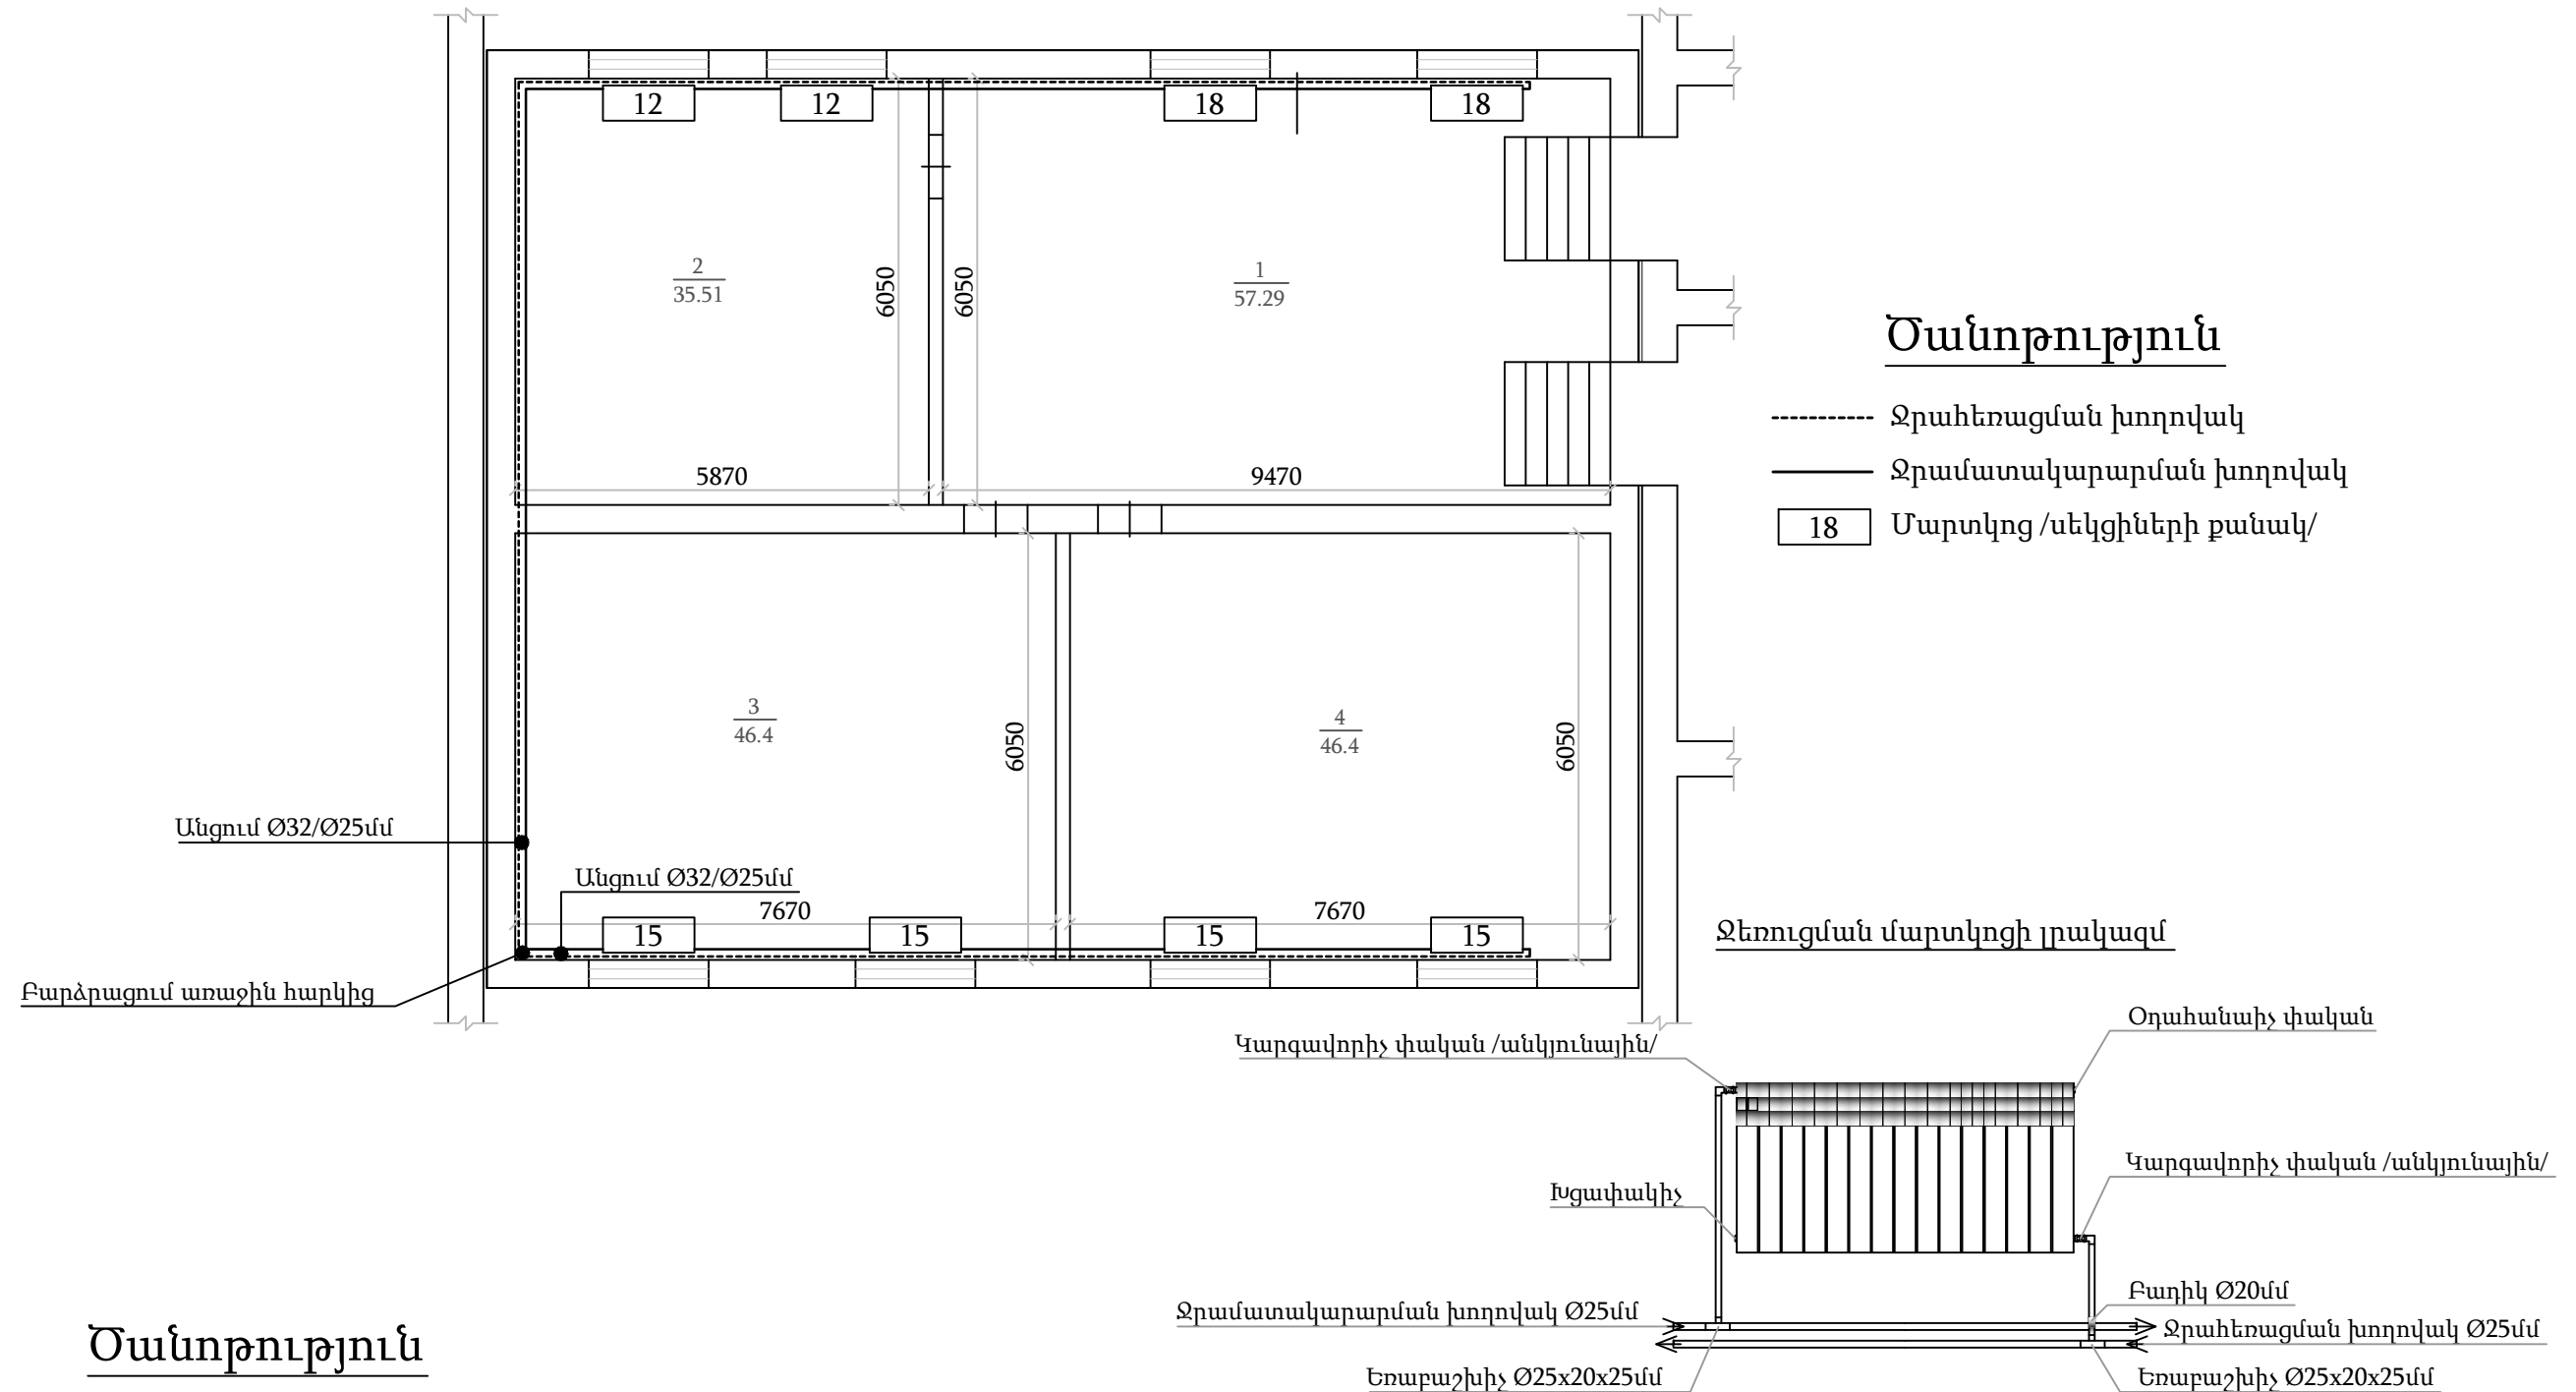 12
12
18
18
2
35.51
6050
6050
1
57.29
5870
9470
Ծանոթություն
Ջրահեռացման խողովակ
Ջրամատակարարման խողովակ
18
Մարտկոց /սեկցիների քանակ/
3
46.4
6050
4
46.4
6050
Անցում Ø32/Ø25մմ
Անցում Ø32/Ø25մմ
7670
7670
15
15
15
15
Բարձրացում առաջին հարկից
Ջեռուցման մարտկոցի լրակազմ
Օդահանաիչ փական
Կարգավորիչ փական /անկյունային/
Կարգավորիչ փական /անկյունային/
Խցափակիչ
Բադիկ Ø20մմ
Ջրամատակարարման խողովակ Ø25մմ
Ջրահեռացման խողովակ Ø25մմ
Եռաբաշխիչ Ø25x20x25մմ
Եռաբաշխիչ Ø25x20x25մմ
Ծանոթություն